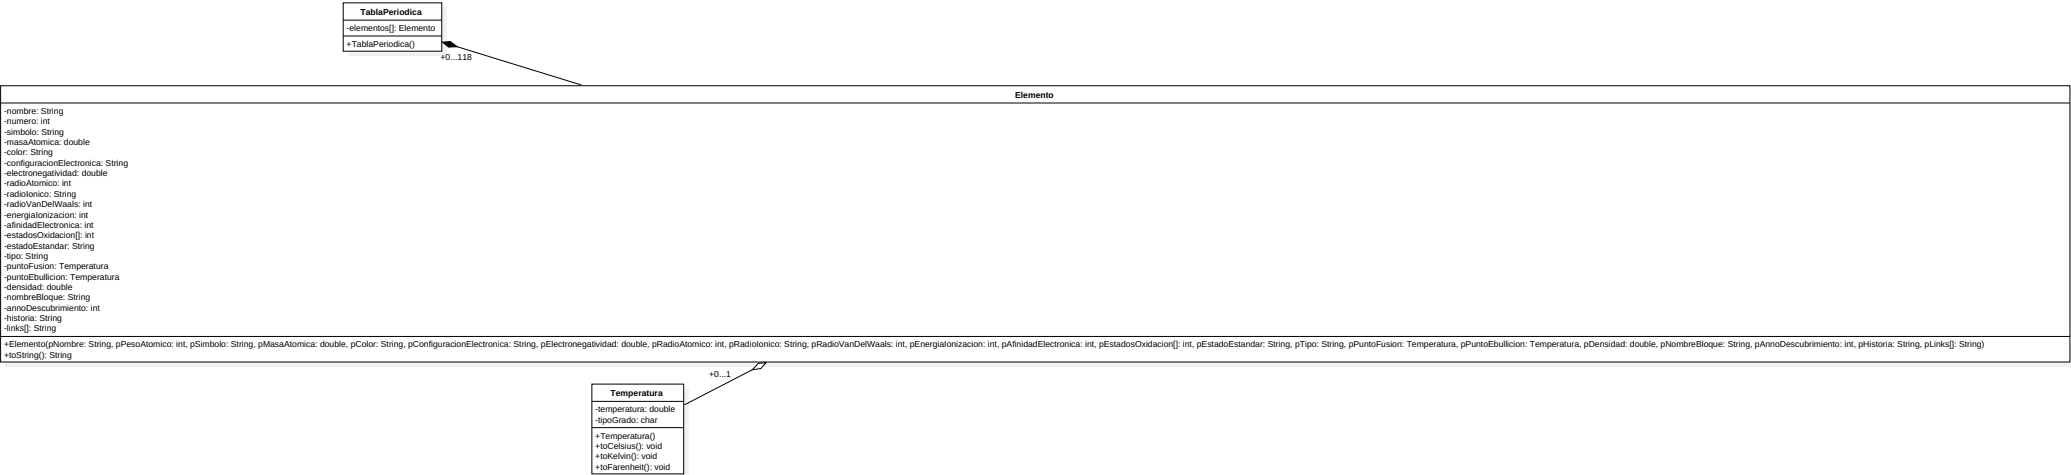 TablaPeriodica
-elementos[]: Elemento
+TablaPeriodica()
+0...118
Elemento
-nombre: String
-numero: int
-simbolo: String
-masaAtomica: double
-color: String
-configuracionElectronica: String
-electronegatividad: double
-radioAtomico: int
-radioIonico: String
-radioVanDelWaals: int
-energiaIonizacion: int
-afinidadElectronica: int
-estadosOxidacion[]: int
-estadoEstandar: String
-tipo: String
-puntoFusion: Temperatura
-puntoEbullicion: Temperatura
-densidad: double
-nombreBloque: String
-annoDescubrimiento: int
-historia: String
-links[]: String
+Elemento(pNombre: String, pPesoAtomico: int, pSimbolo: String, pMasaAtomica: double, pColor: String, pConfiguracionElectronica: String, pElectronegatividad: double, pRadioAtomico: int, pRadioIonico: String, pRadioVanDelWaals: int, pEnergiaIonizacion: int, pAfinidadElectronica: int, pEstadosOxidacion[]: int, pEstadoEstandar: String, pTipo: String, pPuntoFusion: Temperatura, pPuntoEbullicion: Temperatura, pDensidad: double, pNombreBloque: String, pAnnoDescubrimiento: int, pHistoria: String, pLinks[]: String)
+toString(): String
+0...1
Temperatura
-temperatura: double
-tipoGrado: char
+Temperatura()
+toCelsius(): void
+toKelvin(): void
+toFarenheit(): void